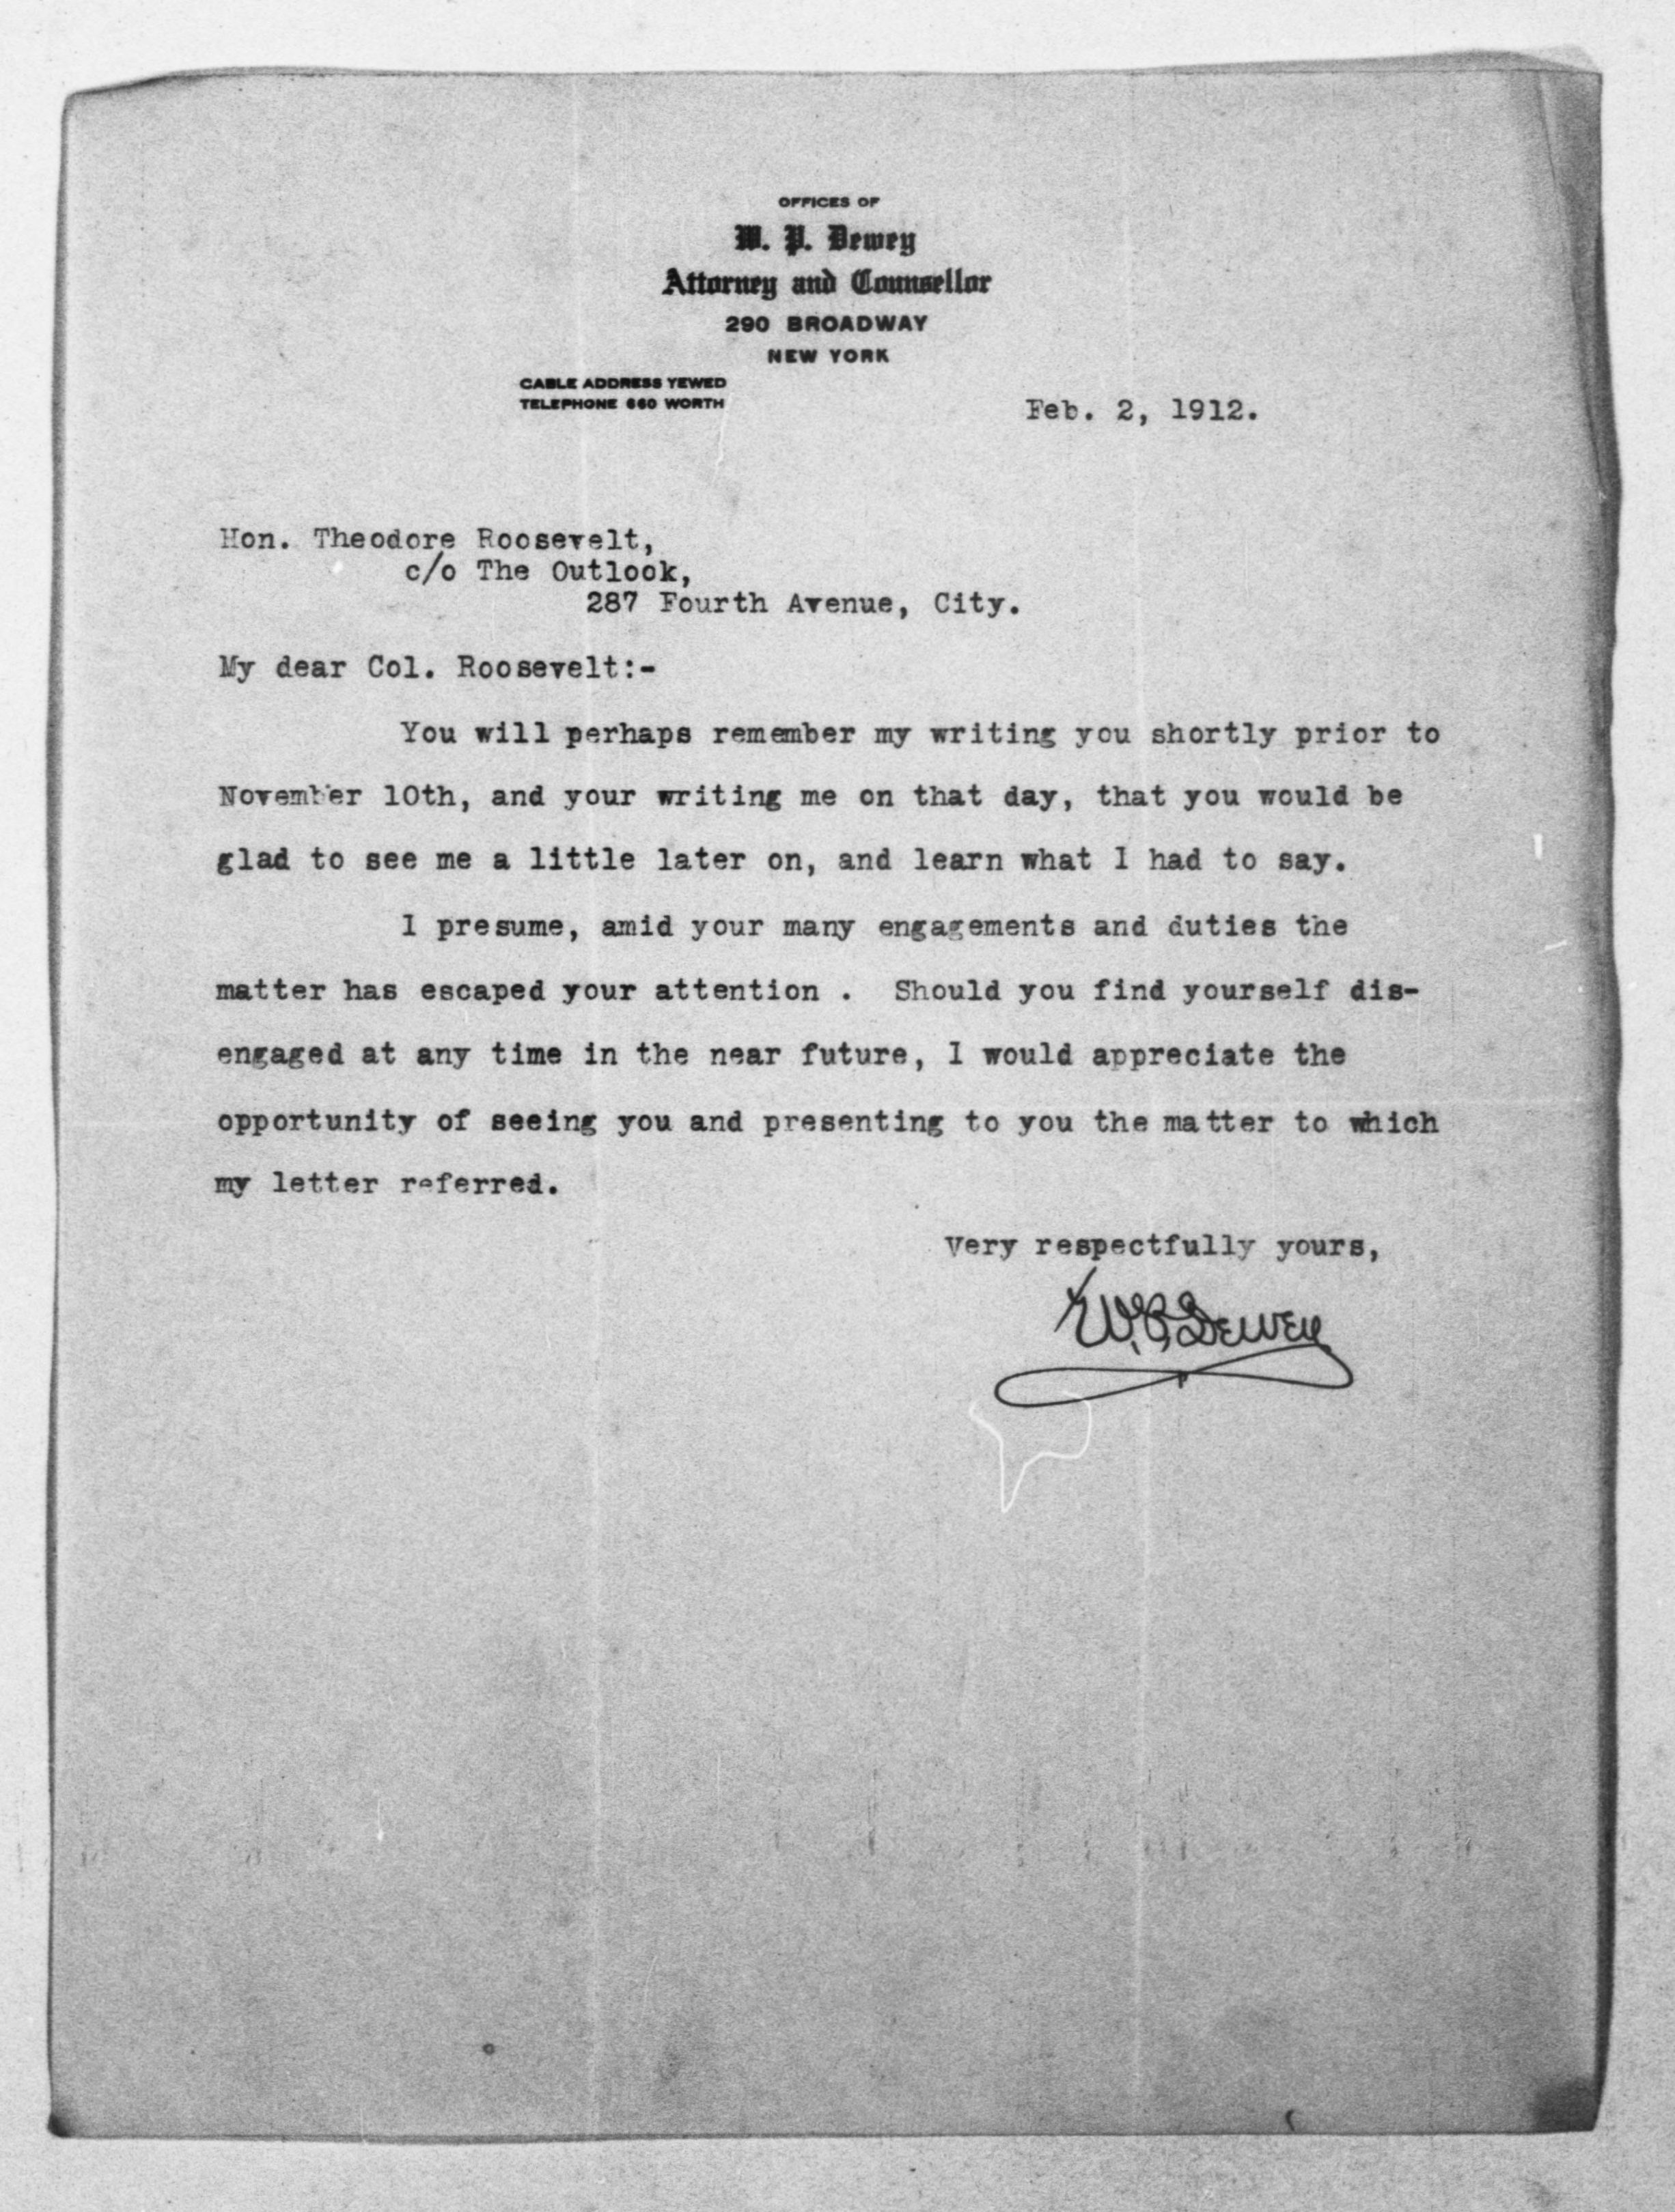 OFFICES OF
W. P. Dewey
Attorney and Counsellor
290 BROADWAY
NEW YORK
CABLE ADDRESS YEWED
TELEPHONE 660 WORTH
Feb. 2, 1912.
Hon. Theodore Roosevelt,
c/o The Outlook,
287 Fourth Avenue, City.
My dear Col. Roosevelt:-
You will perhaps remember my writing you shortly prior to
November 10th, and your writing me on that day, that you would be
glad to see me a little later on, and learn what I had to say.
I presume, amid your many engagements and duties the
matter has escaped your attention . Should you find yourself dis-
engaged at any time in the near future, I would appreciate the
opportunity of seeing you and presenting to you the matter to which
my letter referred.
Very respectfully yours,
W. P. Dewey